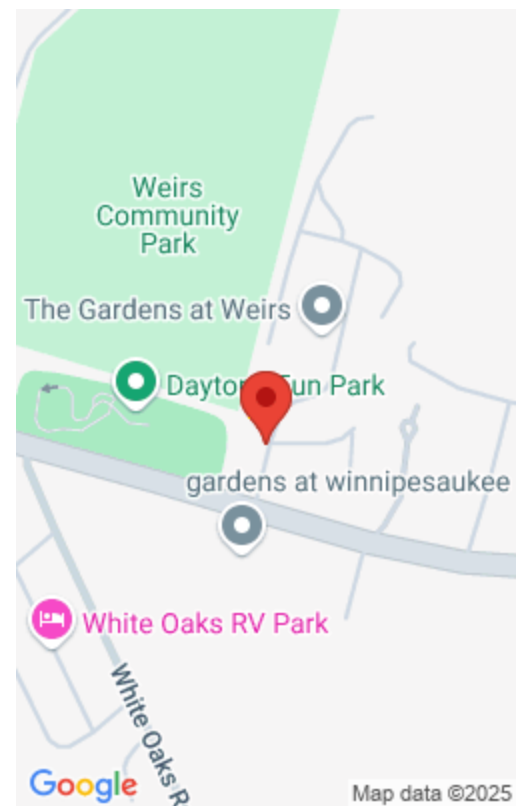 Weirs
Community
Park
The Gardens at Weirs
Dayton Fun Park
gardens at winnipesaukee
White Oaks RV Park
White Oaks R
Google
Map data ©2025